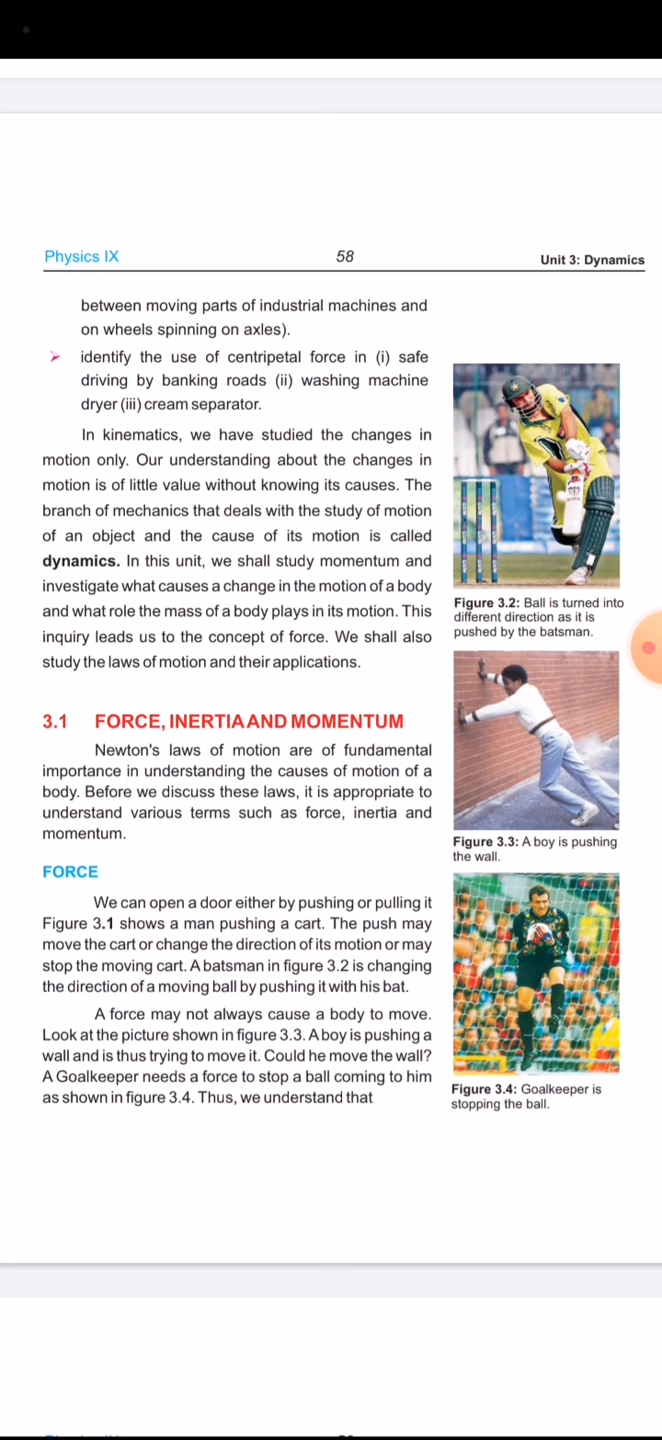 Physics IX
58
Unit 3: Dynamics
between moving parts of industrial machines and
on wheels spinning on axles).
➢ identify the use of centripetal force in (i) safe
driving by banking roads (ii) washing machine
dryer (iii) cream separator.
In kinematics, we have studied the changes in
motion only. Our understanding about the changes in
motion is of little value without knowing its causes. The
branch of mechanics that deals with the study of motion
of an object and the cause of its motion is called
dynamics. In this unit, we shall study momentum and
investigate what causes a change in the motion of a body
and what role the mass of a body plays in its motion. This
inquiry leads us to the concept of force. We shall also
study the laws of motion and their applications.
Figure 3.2: Ball is turned into
different direction as it is
pushed by the batsman.
3.1 FORCE, INERTIA AND MOMENTUM
Newton's laws of motion are of fundamental
importance in understanding the causes of motion of a
body. Before we discuss these laws, it is appropriate to
understand various terms such as force, inertia and
momentum.
Figure 3.3: A boy is pushing
the wall.
FORCE
We can open a door either by pushing or pulling it
Figure 3.1 shows a man pushing a cart. The push may
move the cart or change the direction of its motion or may
stop the moving cart. A batsman in figure 3.2 is changing
the direction of a moving ball by pushing it with his bat.
A force may not always cause a body to move.
Look at the picture shown in figure 3.3. A boy is pushing a
wall and is thus trying to move it. Could he move the wall?
A Goalkeeper needs a force to stop a ball coming to him
as shown in figure 3.4. Thus, we understand that
Figure 3.4: Goalkeeper is
stopping the ball.